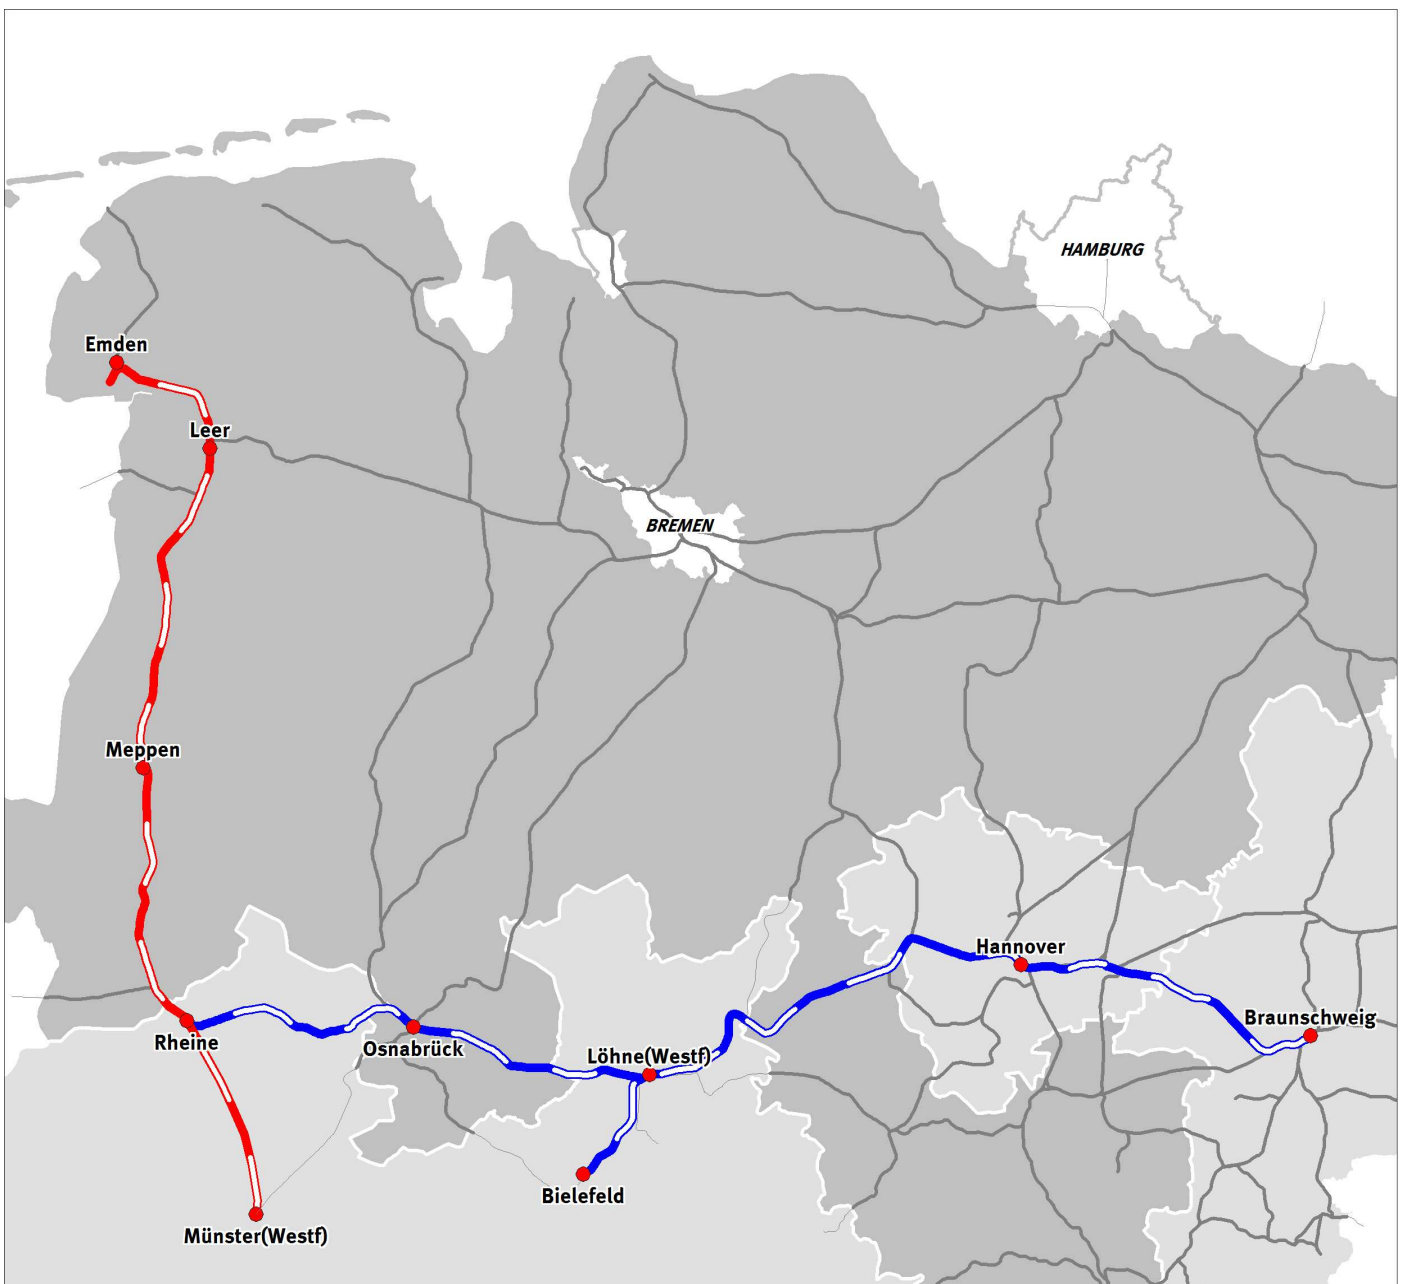 HAMBURG
Emden
Leer
BREMEN
Meppen
Hannover
Braunschweig
Rheine
Osnabrück
Löhne(Westf)
Bielefeld
Münster(Westf)